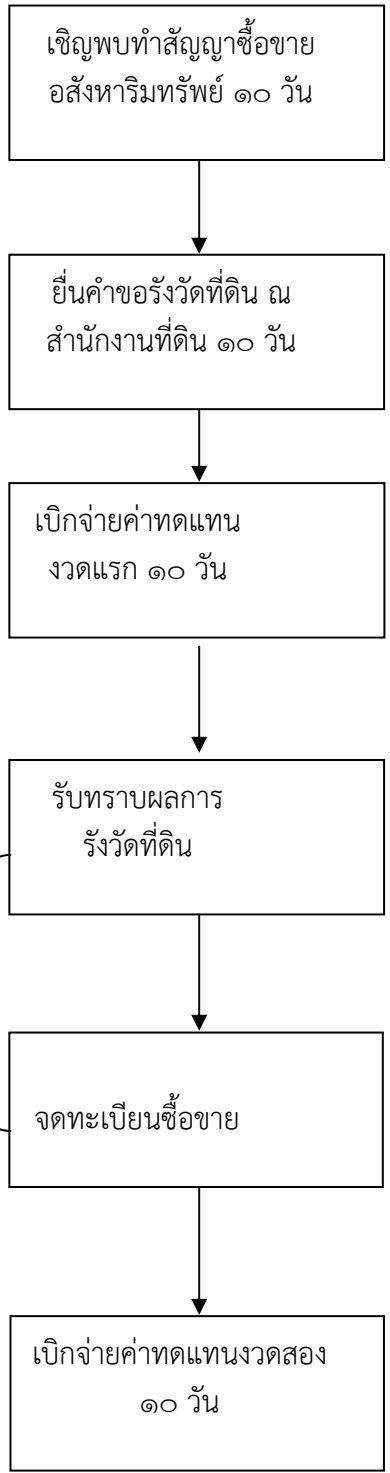 เชิญพบทำสัญญาซื้อขาย
อสังหาริมทรัพย์ ๑๐ วัน
ยื่นคำขอรังวัดที่ดิน ณ
สำนักงานที่ดิน ๑๐ วัน
เบิกจ่ายค่าทดแทน
งวดแรก ๑๐ วัน
รับทราบผลการ
รังวัดที่ดิน
จดทะเบียนซื้อขาย
เบิกจ่ายค่าทดแทนงวดสอง
๑๐ วัน